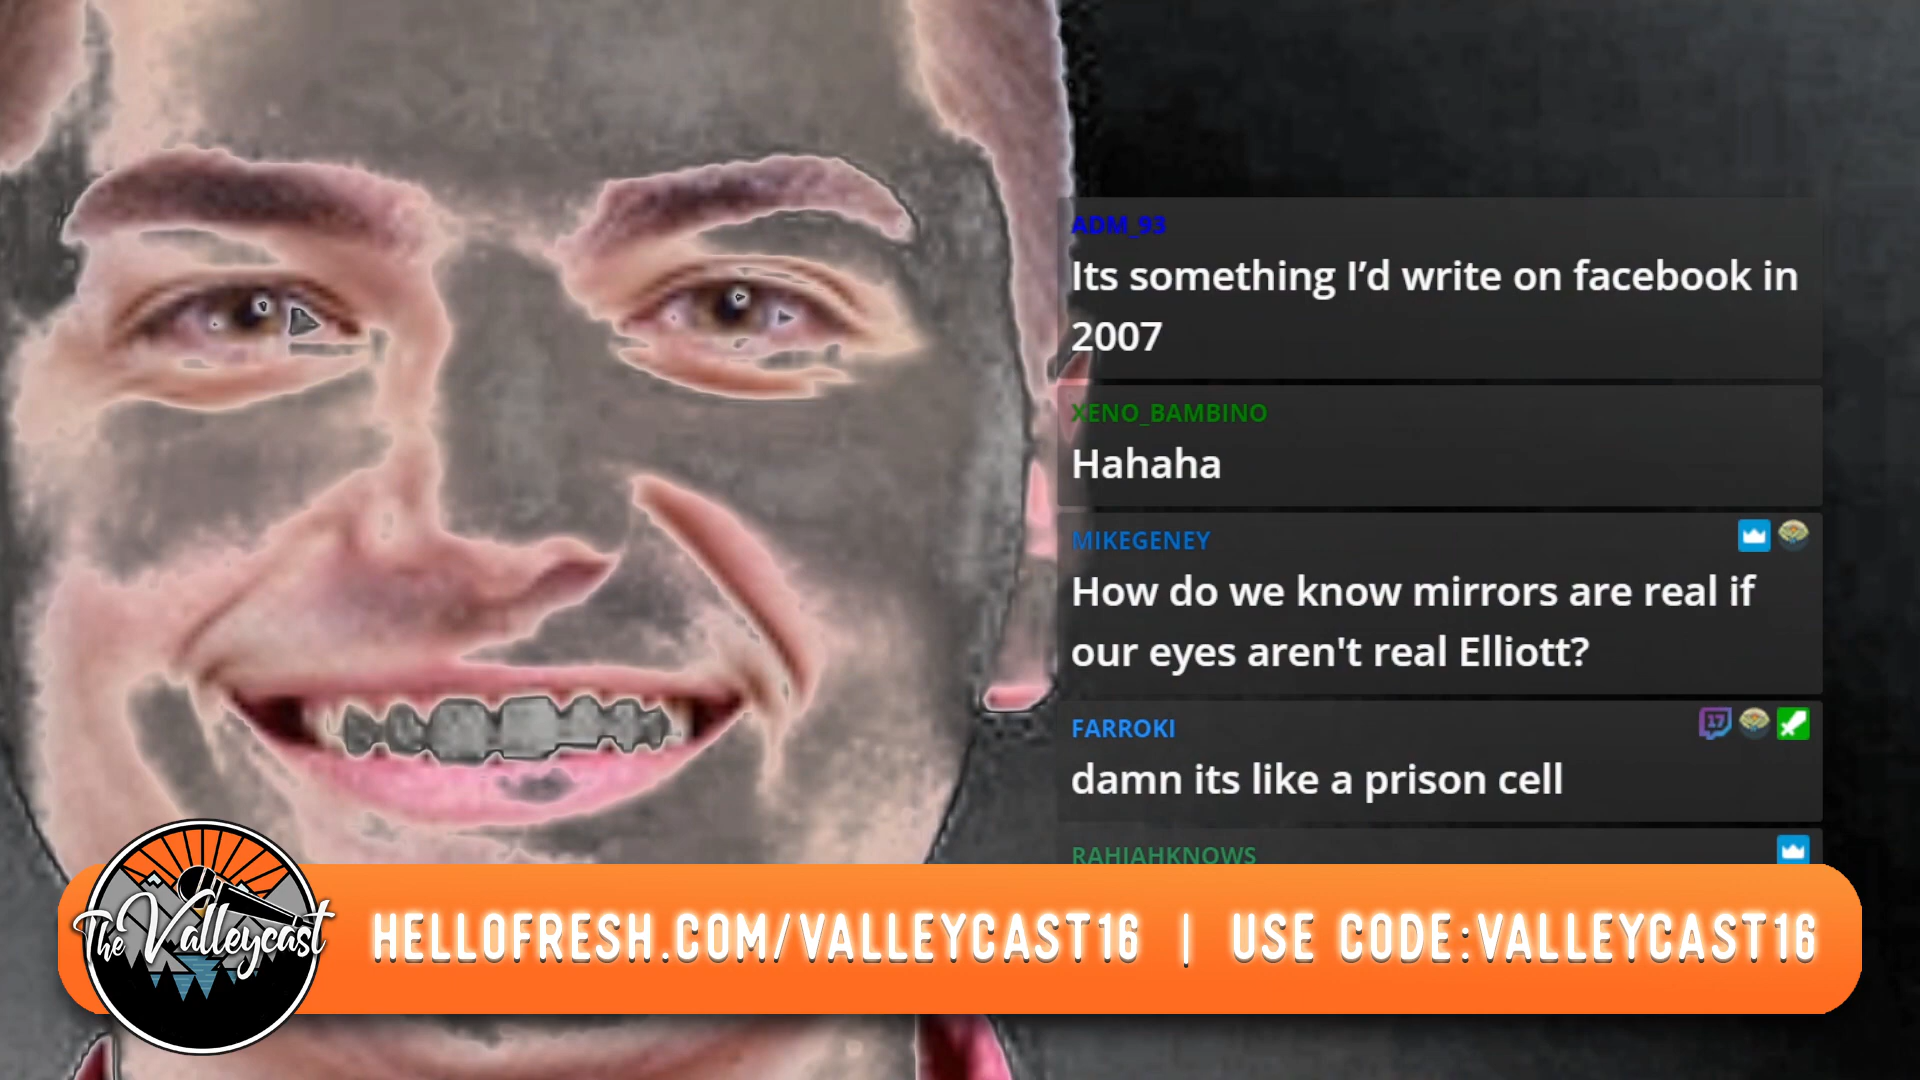 ADM_93
Its something I’d write on facebook in
2007
XENO_BAMBINO
Hahaha
MIKEGENEY
How do we know mirrors are real if
our eyes aren't real Elliott?
17
FARROKI
damn its like a prison cell
RAHIAHKNOWS
The Valleycast
HELLOFRESH.COM/VALLEYCAST16 | USE CODE:VALLEYCAST16